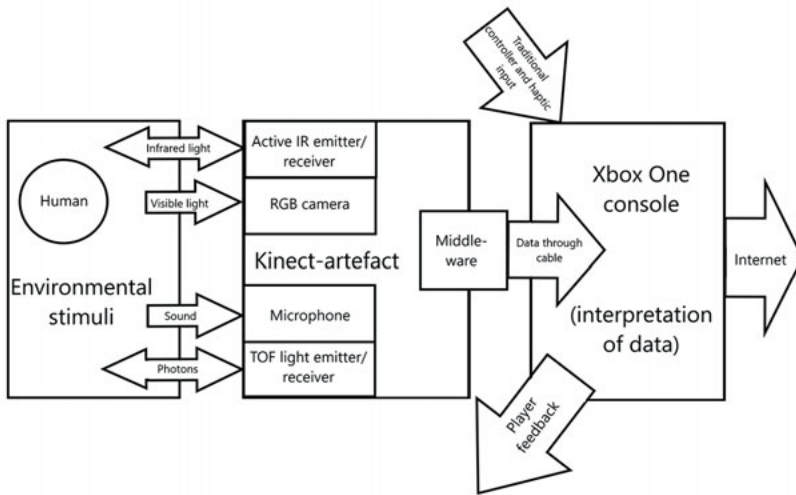 Human
Environmental
stimuli
Infrared light
Visible light
Sound
Photons
Active IR emitter/
receiver
RGB camera
Kinect-artefact
Microphone
TOF light emitter/
receiver
Middle-
ware
Data through
cable
Traditional
controller and haptic
input
Xbox One
console
(interpretation
of data)
Player
feedback
Internet